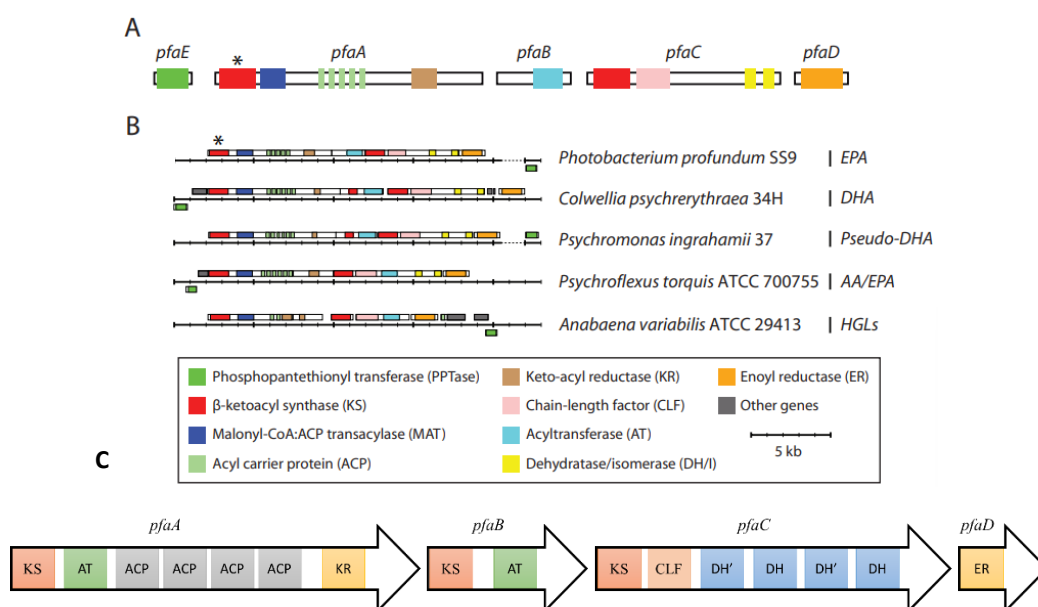 A
pfaE pfaA pfaB pfaC pfaD
*
B
*
Photobacterium profundum SS9 | EPA
Colwellia psychrerythraea 34H | DHA
Psychromonas ingrahamii 37 | Pseudo-DHA
Psychroflexus torquis ATCC 700755 | AA/EPA
Anabaena variabilis ATCC 29413 | HGLs
Phosphopantethionyl transferase (PPTase) Keto-acyl reductase (KR) Enoyl reductase (ER)
β-ketoacyl synthase (KS) Chain-length factor (CLF) Other genes
Malonyl-CoA:ACP transacylase (MAT) Acyltransferase (AT)
Acyl carrier protein (ACP) Dehydratase/isomerase (DH/I) 5 kb
C
pfaA pfaB pfaC pfaD
KS AT ACP ACP ACP ACP KR KS AT KS CLF DH' DH DH' DH ER